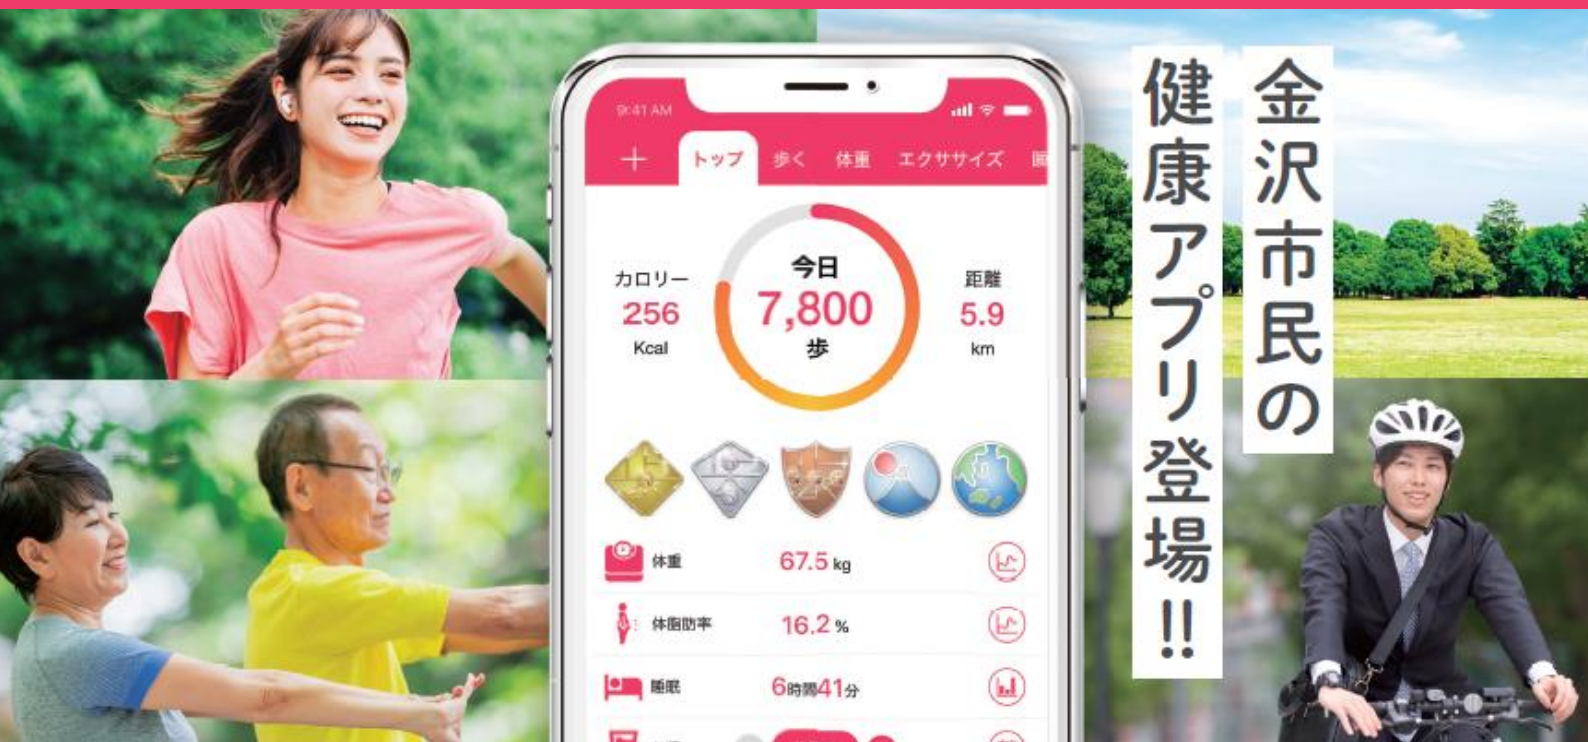 金沢市民の
健康アプリ登場!!
9:41 AM
トップ 歩く 体重 エクササイズ
カロリー
256
Kcal
今日
7,800
歩
距離
5.9
km
体重 67.5 kg
体脂肪率 16.2 %
睡眠 6時間41分